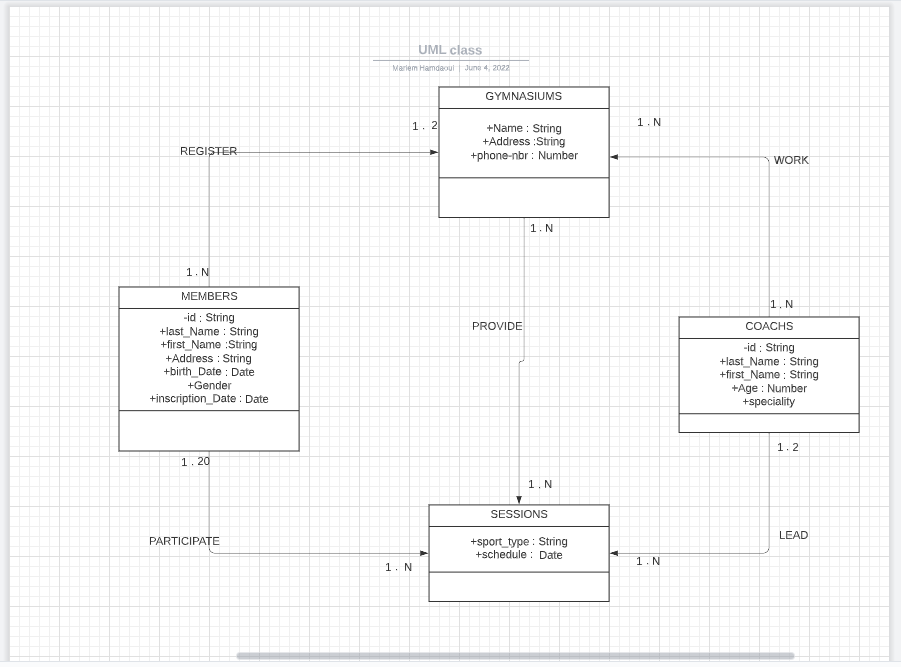 UML class
Mariem Hamdaoui | June 4, 2022
GYMNASIUMS
1 . 2
1 . N
+Name : String
+Address :String
+phone-nbr : Number
REGISTER
WORK
1 . N
1 . N
MEMBERS
-id : String
+last_Name : String
+first_Name :String
+Address : String
+birth_Date : Date
+Gender
+inscription_Date : Date
PROVIDE
1 . N
COACHS
-id : String
+last_Name : String
+first_Name : String
+Age : Number
+speciality
1 . 20
1 . 2
1 . N
SESSIONS
+sport_type : String
+schedule : Date
PARTICIPATE
LEAD
1 . N
1 . N